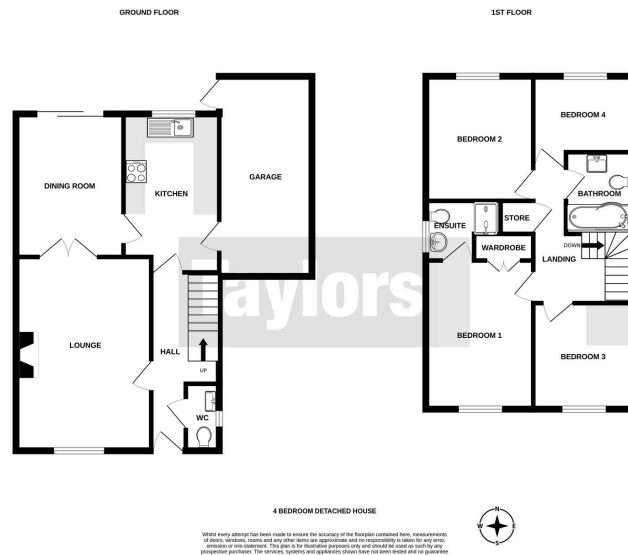 GROUND FLOOR
1ST FLOOR
DINING ROOM
KITCHEN
GARAGE
LOUNGE
HALL
UP
WC
BEDROOM 2
BEDROOM 4
BATHROOM
ENSUITE
STORE
WARDROBE
DOWN
LANDING
BEDROOM 1
BEDROOM 3
Taylors
4 BEDROOM DETACHED HOUSE
Whilst every attempt has been made to ensure the accuracy of the floorplan contained here, measurements
of doors, windows, rooms and any other items are approximate and no responsibility is taken for any error,
omission or mis-statement. This plan is for illustrative purposes only and should be used as such by any
prospective purchaser. The services, systems and appliances shown have not been tested and no guarantee
N
W
E
S